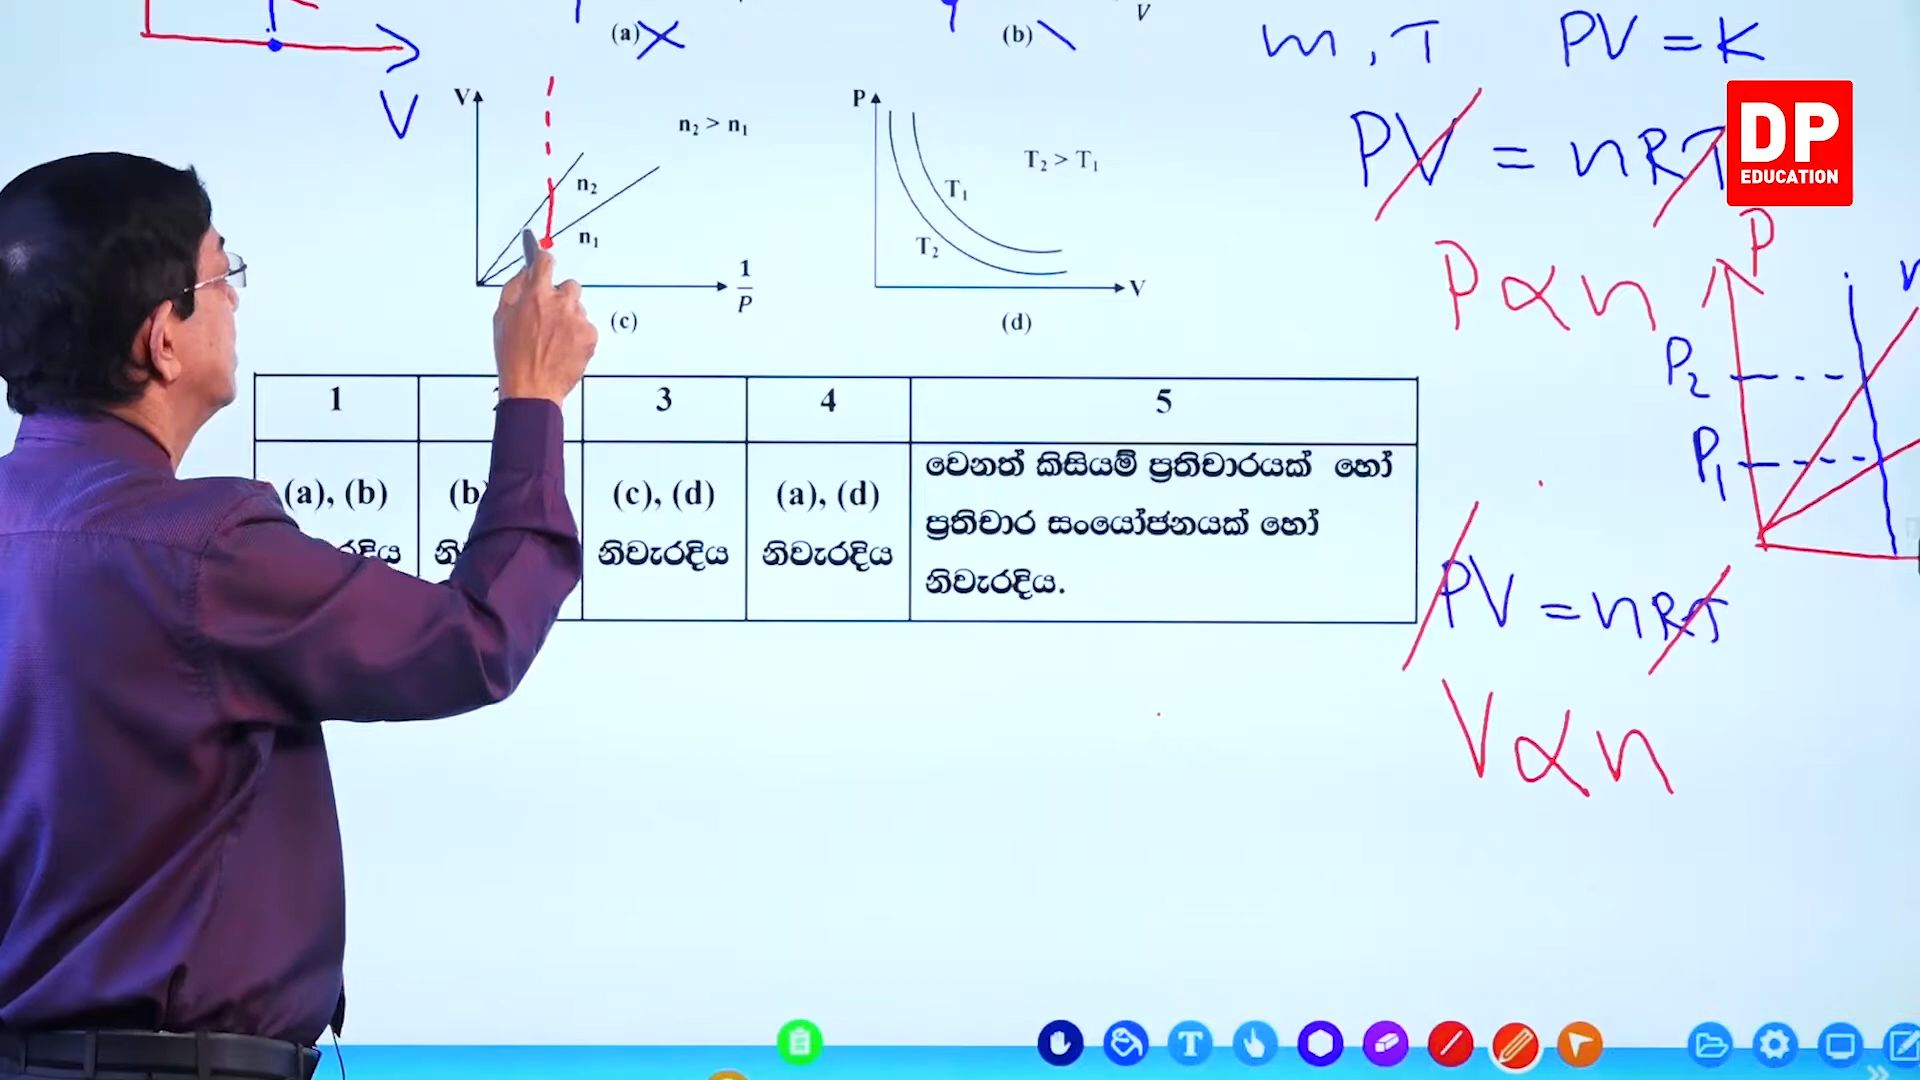 (a)
(b)
V
m, T
PV = K
V
V
n₂ > n₁
n₂
n₁
1
P
(c)
P
T₂ > T₁
T₁
T₂
V
(d)
PV = nRT
DP
EDUCATION
P ∝ n
P
P₂
P₁
1
3
4
5
(a), (b)
(c), (d)
නිවැරදිය
(a), (d)
නිවැරදිය
වෙනත් කිසියම් ප්‍රතිචාරයක් හෝ
ප්‍රතිචාර සංයෝජනයක් හෝ
නිවැරදිය.
PV = nRT
V ∝ n